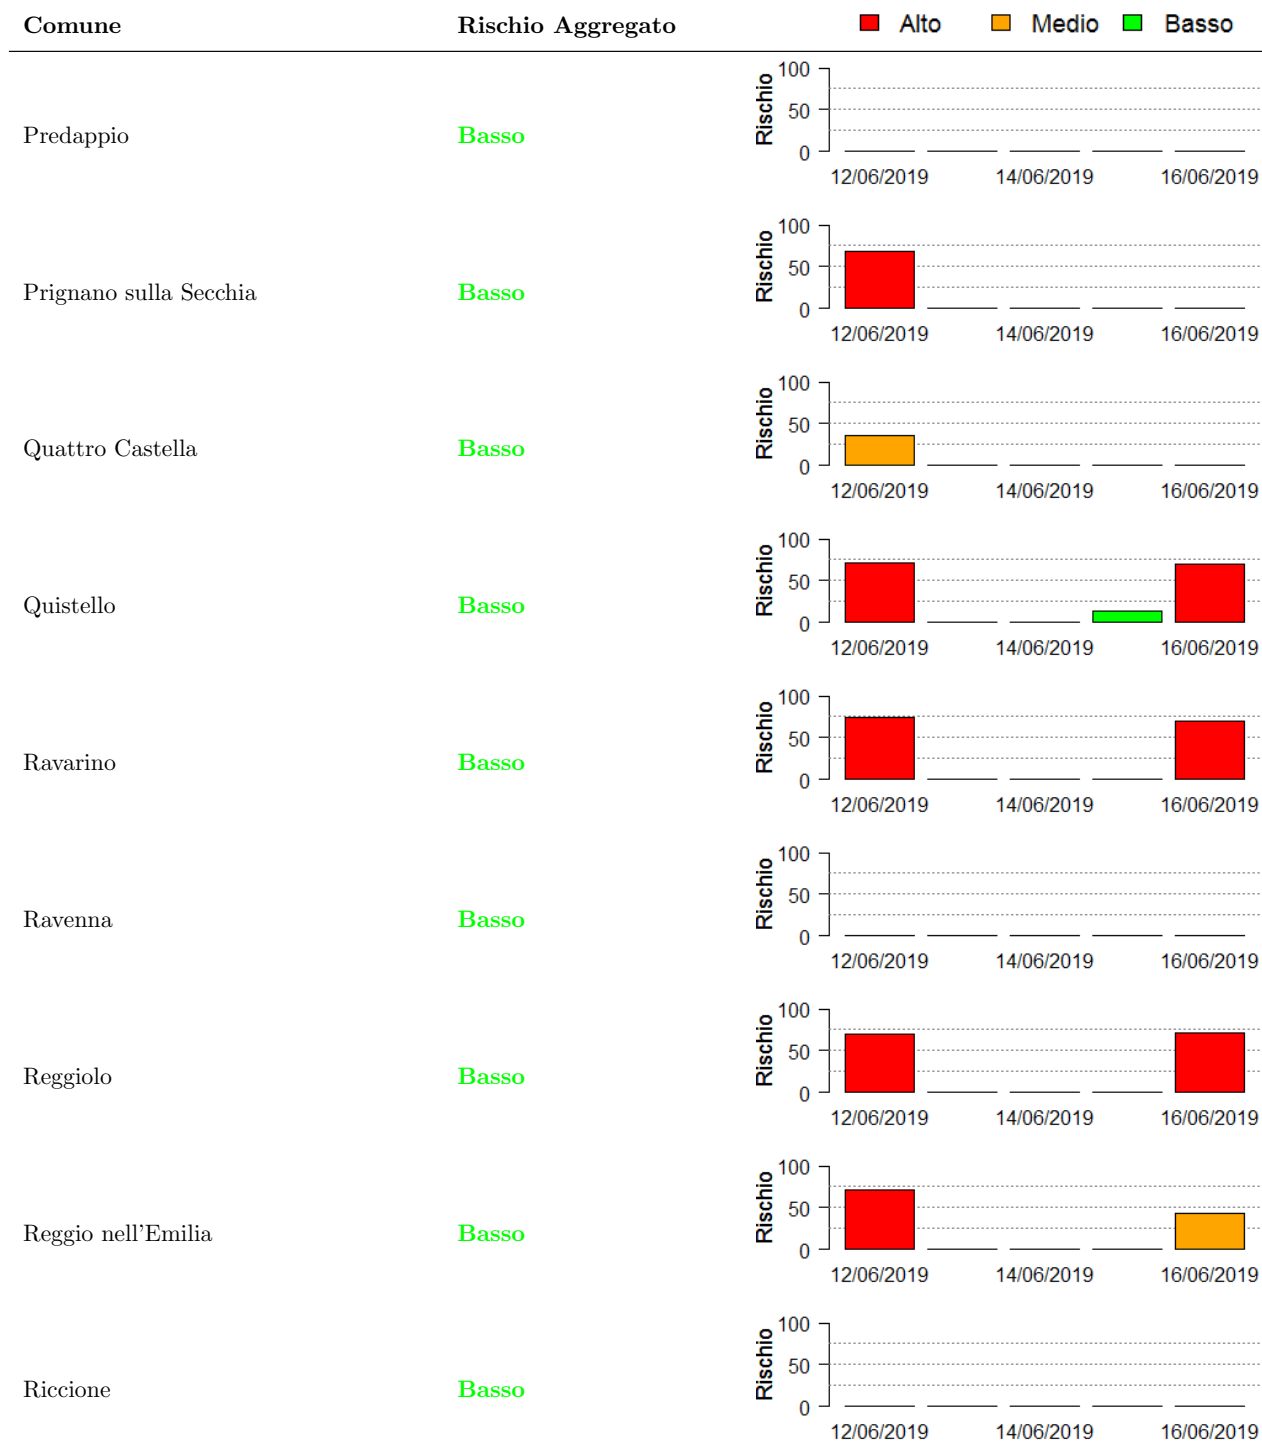 Comune Rischio Aggregato Alto Medio Basso
Predappio Basso Rischio 100 50 0
12/06/2019 14/06/2019 16/06/2019
Prignano sulla Secchia Basso Rischio 100 50 0
12/06/2019 14/06/2019 16/06/2019
Quattro Castella Basso Rischio 100 50 0
12/06/2019 14/06/2019 16/06/2019
Quistello Basso Rischio 100 50 0
12/06/2019 14/06/2019 16/06/2019
Ravarino Basso Rischio 100 50 0
12/06/2019 14/06/2019 16/06/2019
Ravenna Basso Rischio 100 50 0
12/06/2019 14/06/2019 16/06/2019
Reggiolo Basso Rischio 100 50 0
12/06/2019 14/06/2019 16/06/2019
Reggio nell'Emilia Basso Rischio 100 50 0
12/06/2019 14/06/2019 16/06/2019
Riccione Basso Rischio 100 50 0
12/06/2019 14/06/2019 16/06/2019